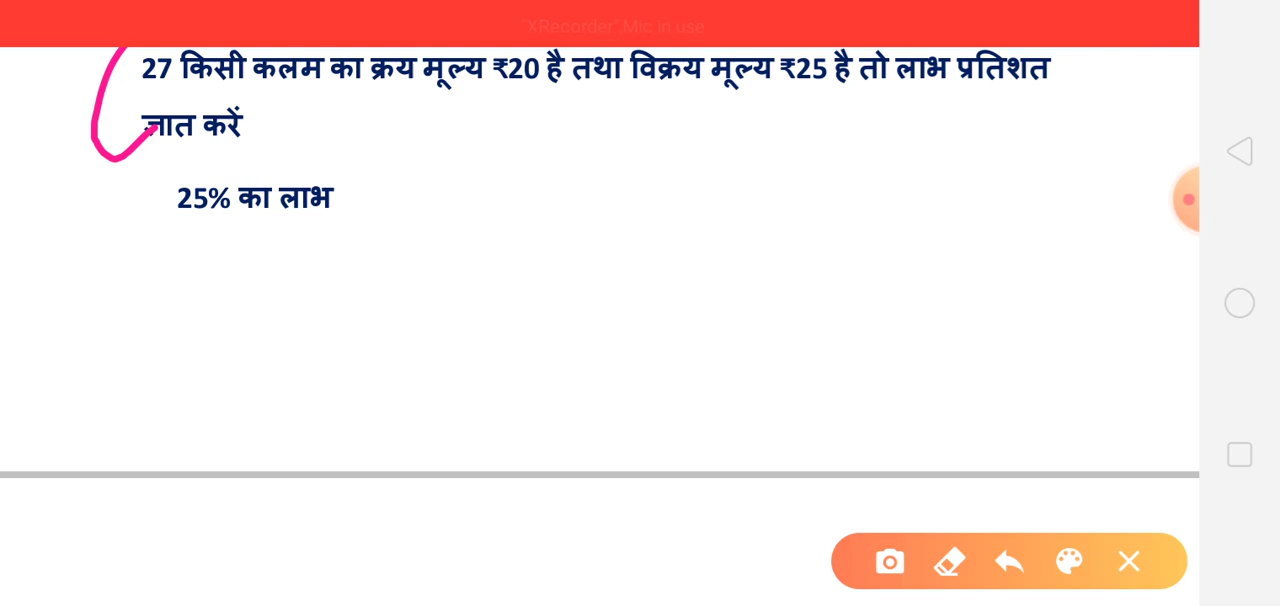 "XRecorder",Mic in use
27 किसी कलम का क्रय मूल्य ₹20 है तथा विक्रय मूल्य ₹25 है तो लाभ प्रतिशत
ज्ञात करें
25% का लाभ